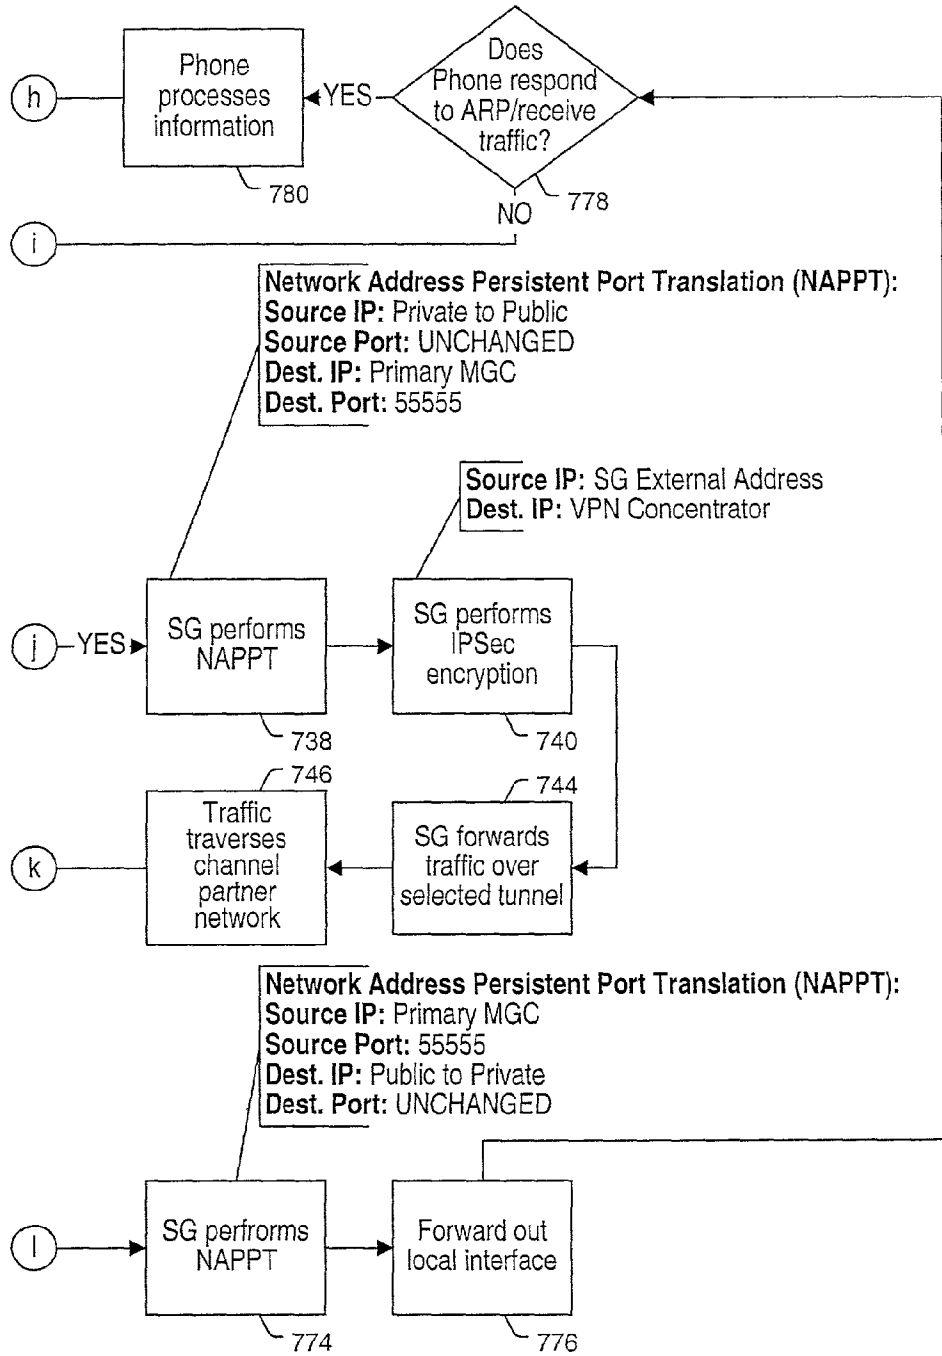 h
Phone
processes
information
780
YES
Does
Phone respond
to ARP/receive
traffic?
778
NO
i
Network Address Persistent Port Translation (NAPPT):
Source IP: Private to Public
Source Port: UNCHANGED
Dest. IP: Primary MGC
Dest. Port: 55555
Source IP: SG External Address
Dest. IP: VPN Concentrator
j
YES
SG performs
NAPPT
738
SG performs
IPSec
encryption
740
k
746
Traffic
traverses
channel
partner
network
744
SG forwards
traffic over
selected tunnel
Network Address Persistent Port Translation (NAPPT):
Source IP: Primary MGC
Source Port: 55555
Dest. IP: Public to Private
Dest. Port: UNCHANGED
l
SG perfroms
NAPPT
774
Forward out
local interface
776